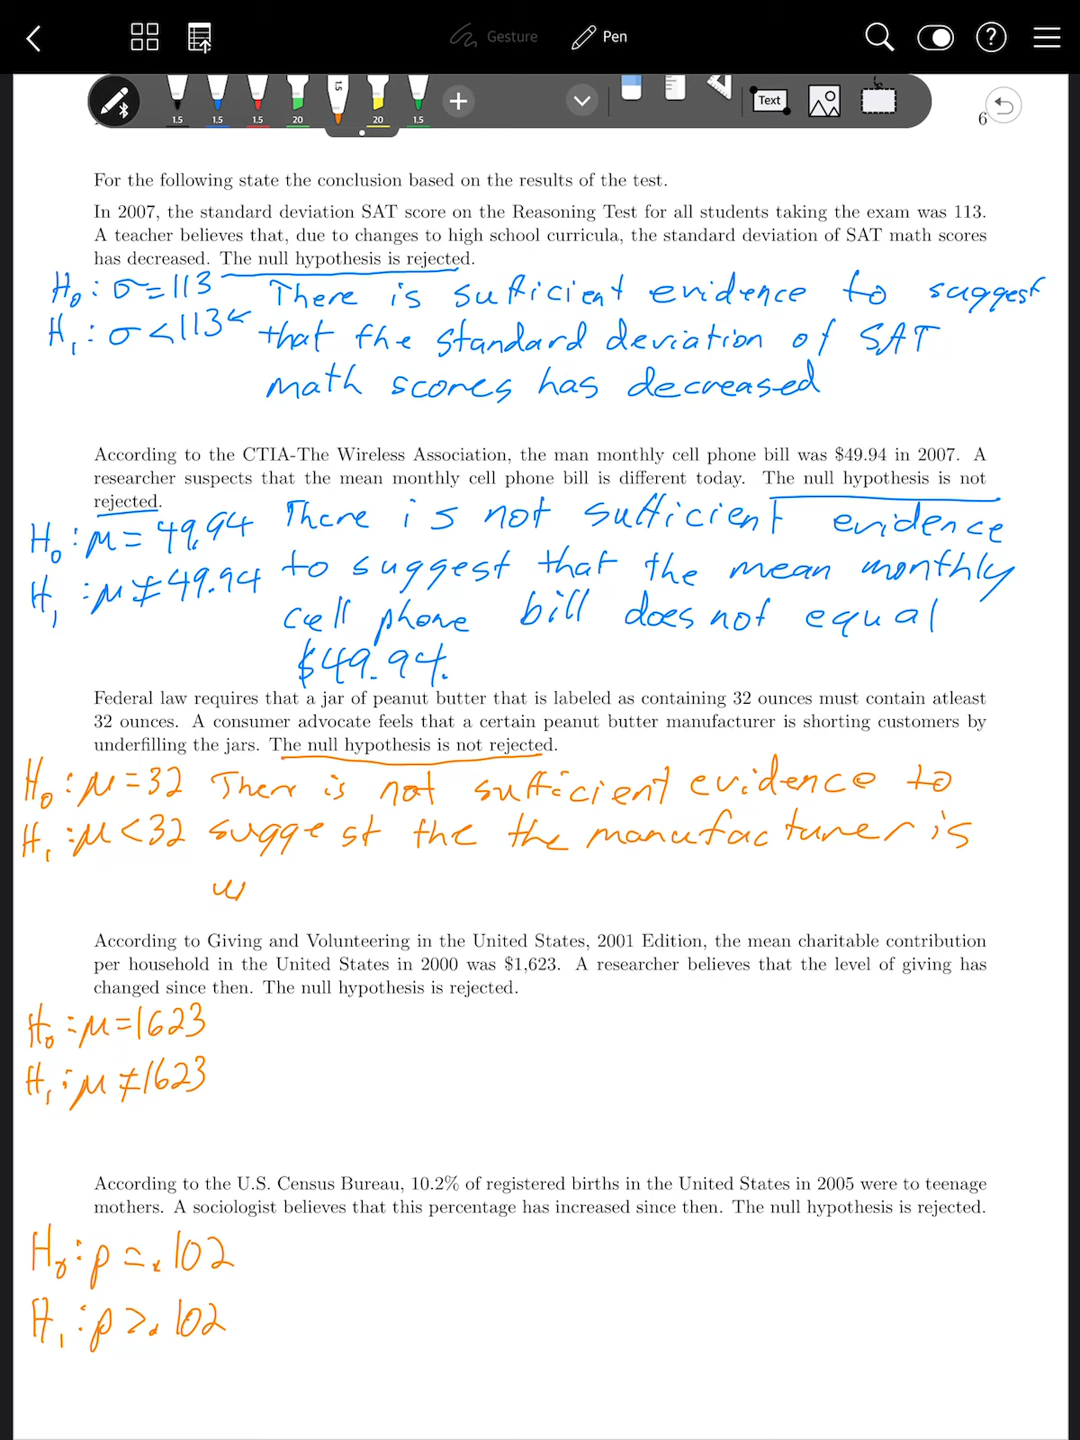 Gesture
Pen
1.5
1.5
1.5
20
1.5
20
1.5
Text
6
For the following state the conclusion based on the results of the test.
In 2007, the standard deviation SAT score on the Reasoning Test for all students taking the exam was 113.
A teacher believes that, due to changes to high school curricula, the standard deviation of SAT math scores
has decreased. The null hypothesis is rejected.
H₀: σ=113 There is sufficient evidence to suggest
H₁: σ<113 that the standard deviation of SAT
math scores has decreased
According to the CTIA-The Wireless Association, the man monthly cell phone bill was $49.94 in 2007. A
researcher suspects that the mean monthly cell phone bill is different today. The null hypothesis is not
rejected.
H₀: μ=49.94 There is not sufficient evidence
H₁: μ≠49.94 to suggest that the mean monthly
cell phone bill does not equal
$49.94.
Federal law requires that a jar of peanut butter that is labeled as containing 32 ounces must contain atleast
32 ounces. A consumer advocate feels that a certain peanut butter manufacturer is shorting customers by
underfilling the jars. The null hypothesis is not rejected.
H₀: μ=32 There is not sufficient evidence to
H₁: μ<32 suggest the the manufacturer is
According to Giving and Volunteering in the United States, 2001 Edition, the mean charitable contribution
per household in the United States in 2000 was $1,623. A researcher believes that the level of giving has
changed since then. The null hypothesis is rejected.
H₀: μ=1623
H₁: μ≠1623
According to the U.S. Census Bureau, 10.2% of registered births in the United States in 2005 were to teenage
mothers. A sociologist believes that this percentage has increased since then. The null hypothesis is rejected.
H₀: p=.102
H₁: p>.102